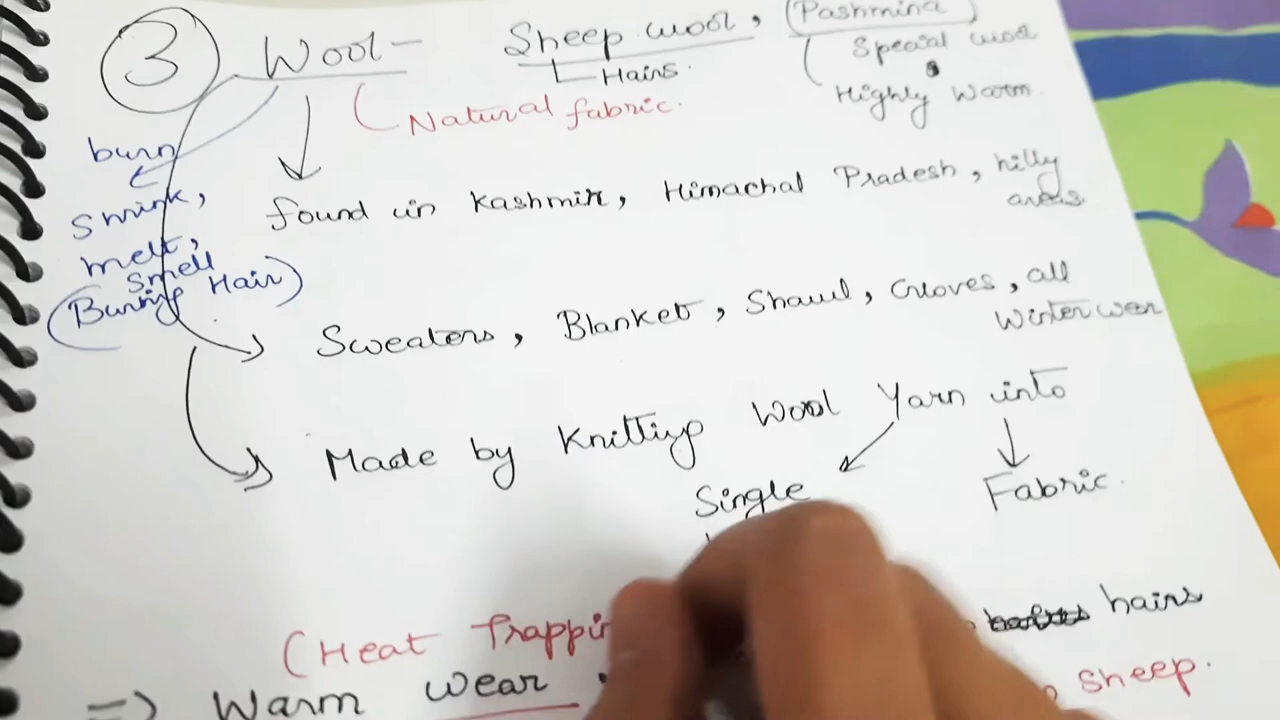 3 Wool - Sheep wool, (Pashmina)
Hairs.
Special wool
(Natural fabric.
Highly Warm.
burn
Shrink,
melt,
smell
(Burning Hair)
found in Kashmir, Himachal Pradesh, hilly
areas
Sweaters, Blanket, Shawl, Gloves, all
Winter wear
Made by Knitting Wool Yarn into
Single
Fabric.
(Heat Trappin
hairs
=> Warm wear
sheep.